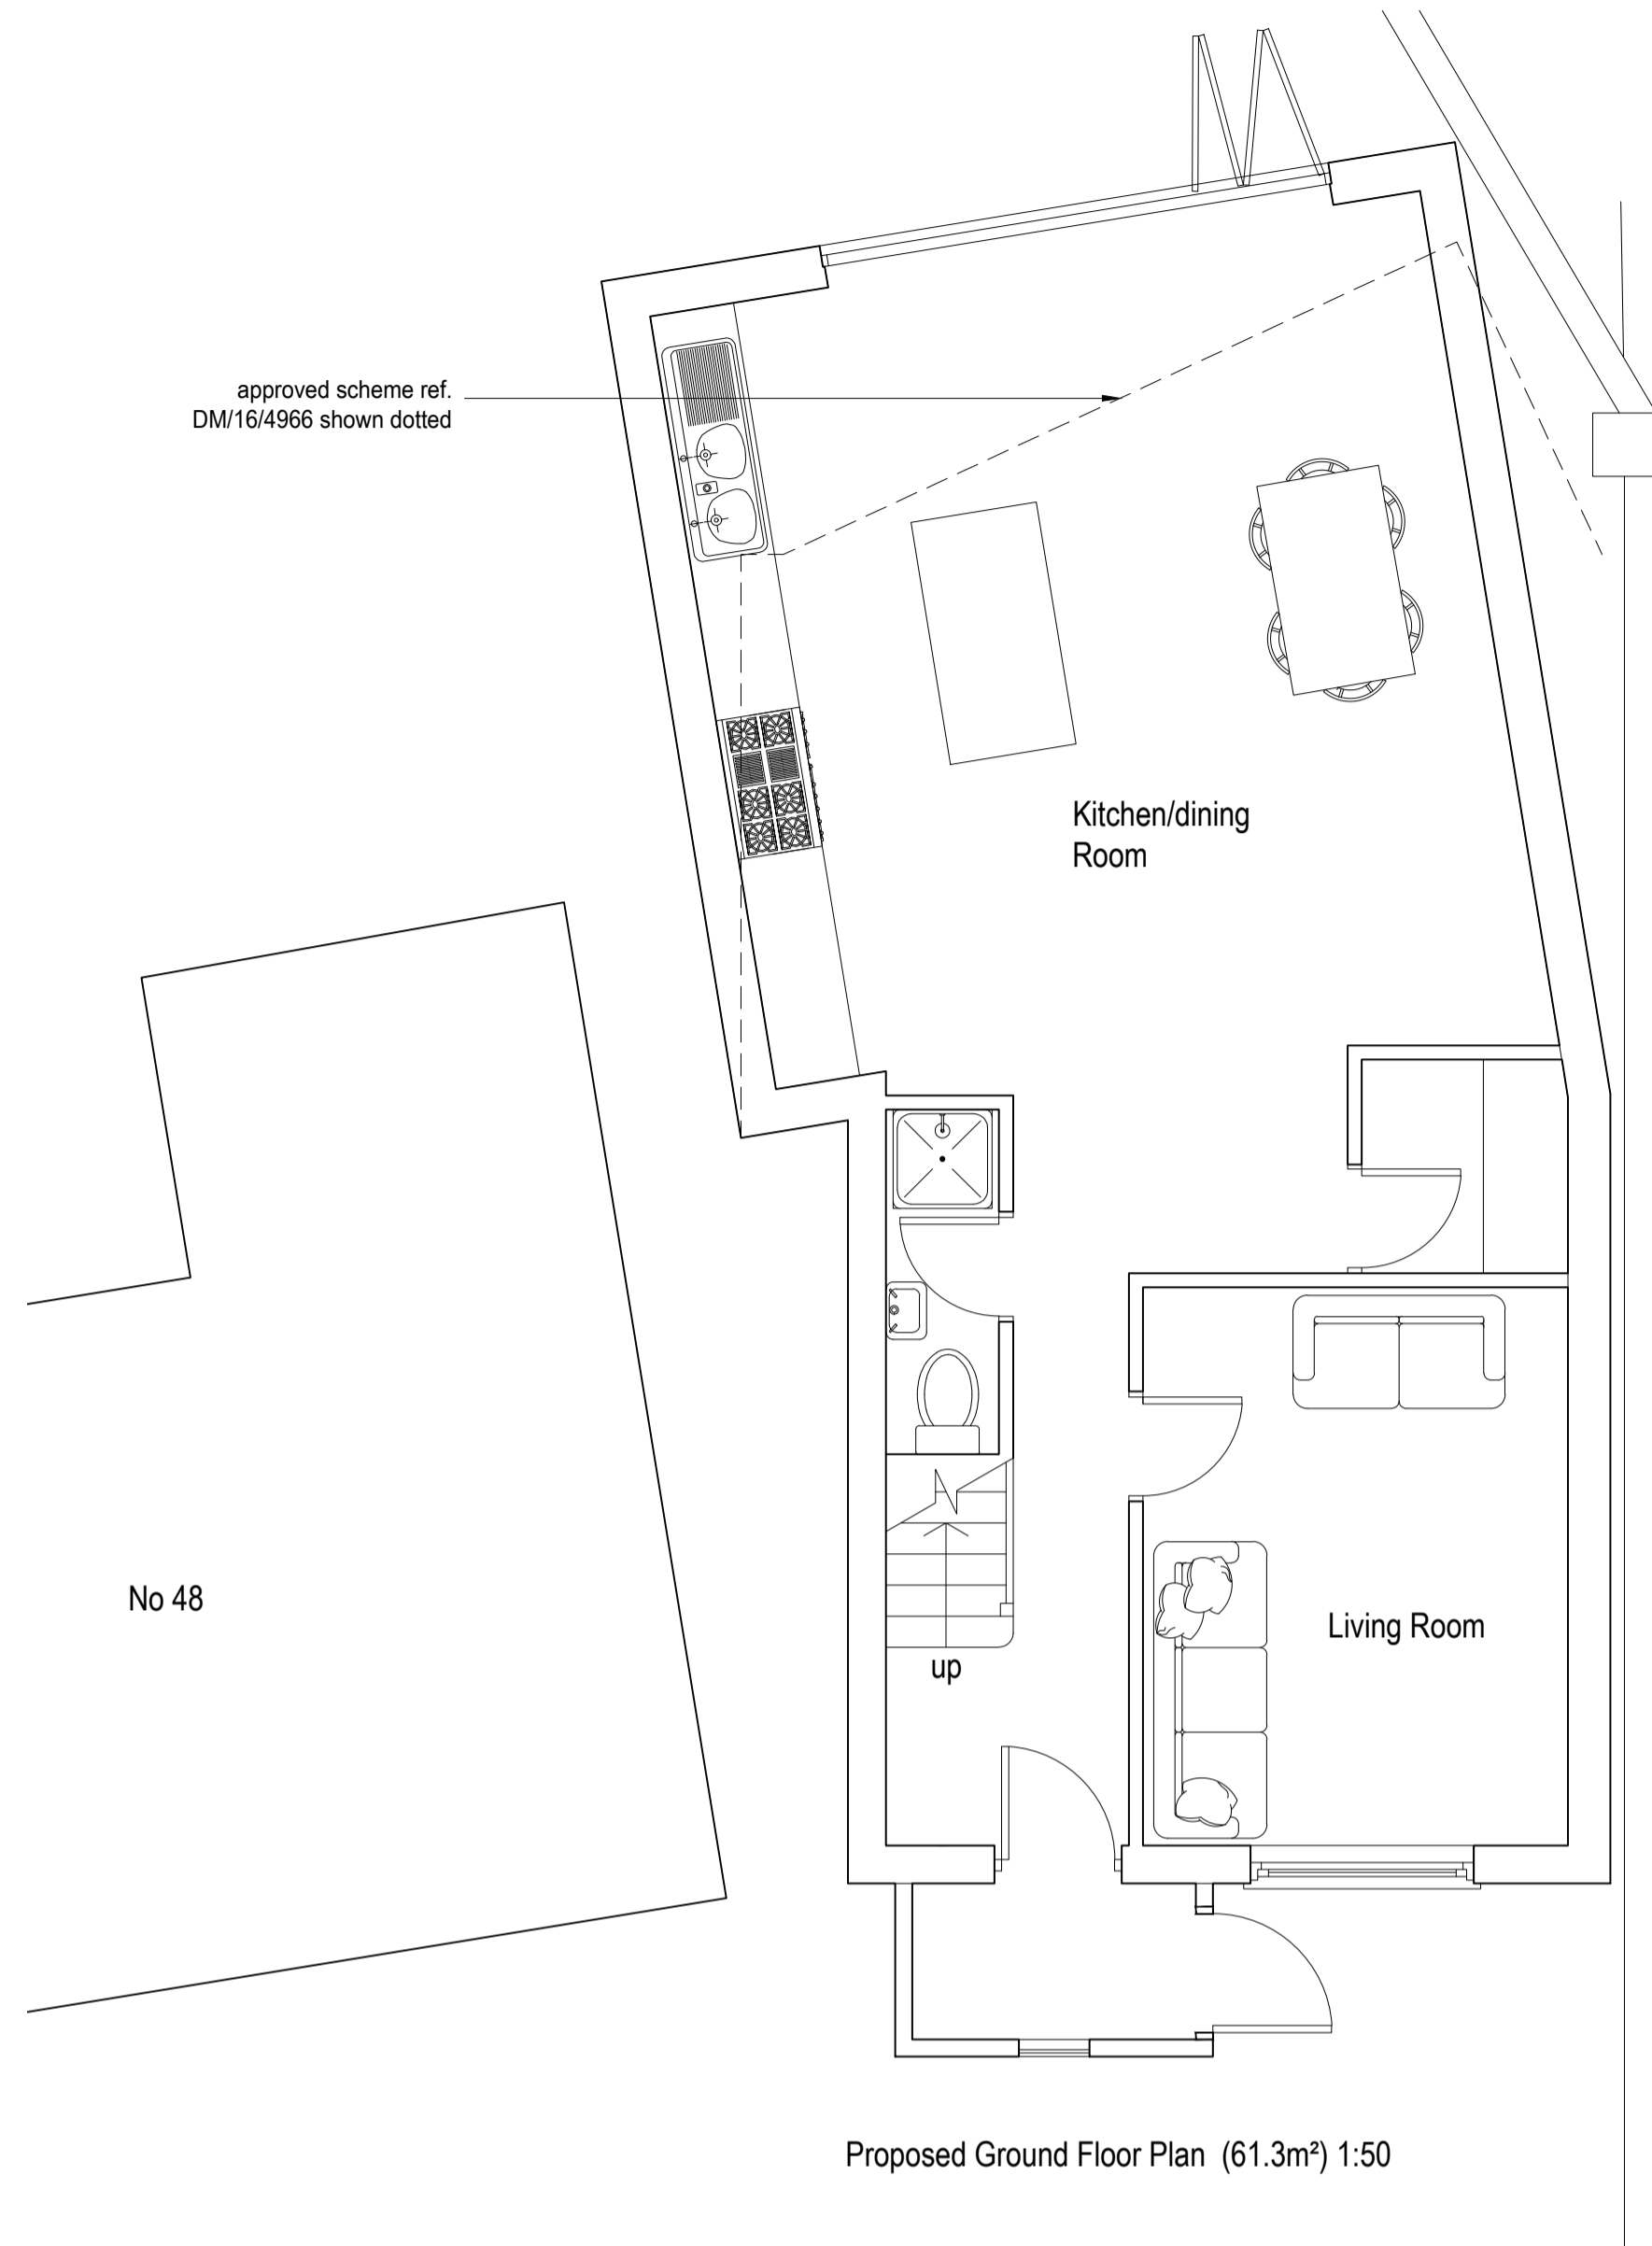 approved scheme ref.
DM/16/4966 shown dotted
Kitchen/dining
Room
No 48
Living Room
up
Proposed Ground Floor Plan (61.3m²) 1:50